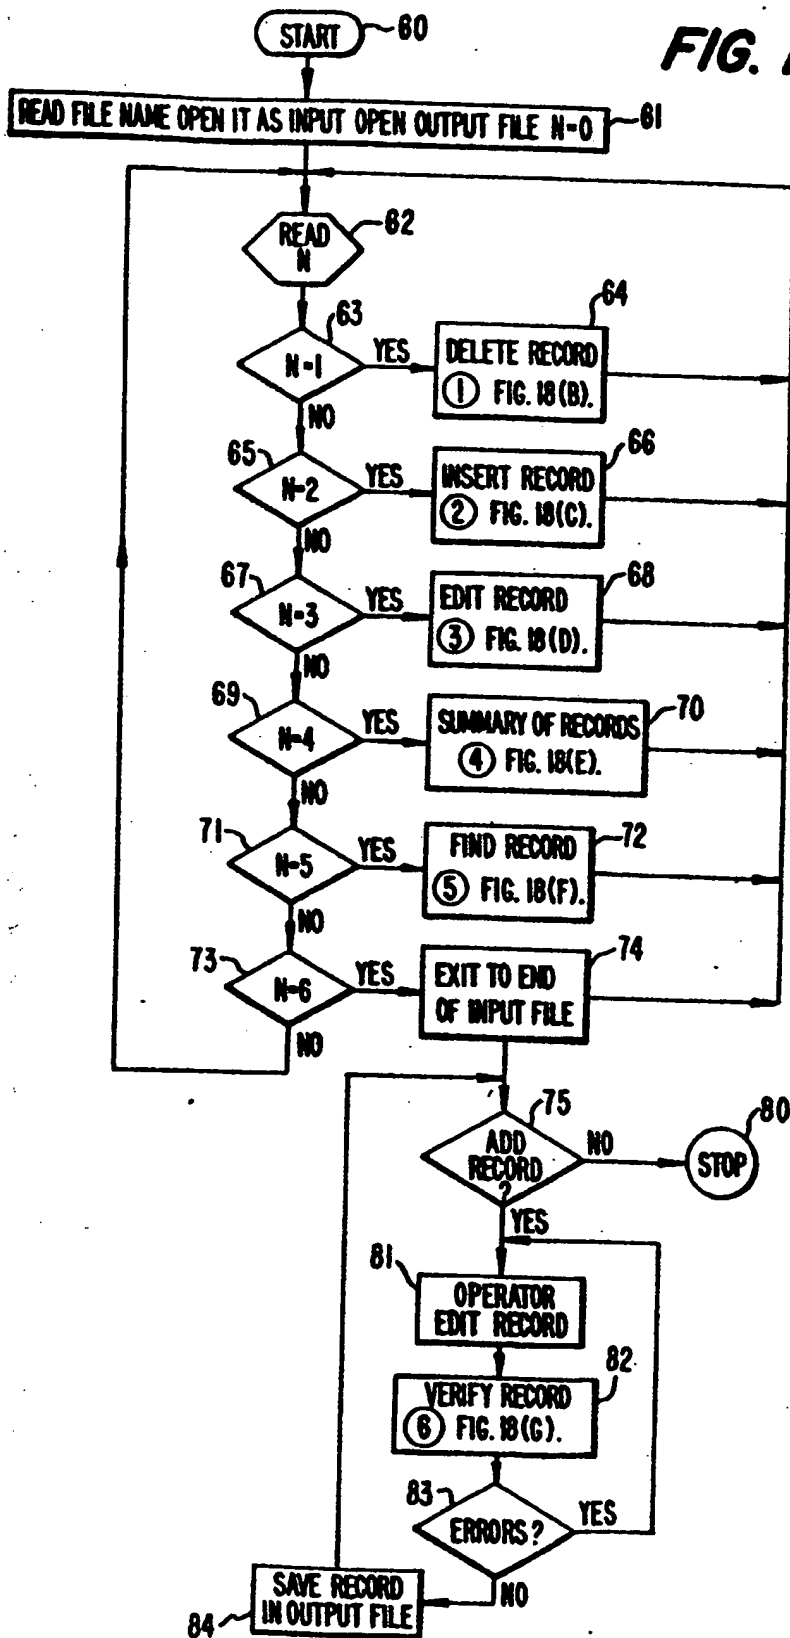 START
60
FIG.
READ FILE NAME OPEN IT AS INPUT OPEN OUTPUT FILE N=0
61
READ
N
62
63
N=1
YES
NO
64
DELETE RECORD
1 FIG. 18(B).
65
N=2
YES
NO
66
INSERT RECORD
2 FIG. 18(C).
67
N=3
YES
NO
68
EDIT RECORD
3 FIG. 18(D).
69
N=4
YES
NO
70
SUMMARY OF RECORDS
4 FIG. 18(E).
71
N=5
YES
NO
72
FIND RECORD
5 FIG. 18(F).
73
N=6
YES
NO
74
EXIT TO END
OF INPUT FILE
75
ADD
RECORD
?
NO
YES
80
STOP
81
OPERATOR
EDIT RECORD
82
VERIFY RECORD
6 FIG. 18(G).
83
ERRORS?
YES
NO
SAVE RECORD
IN OUTPUT FILE
84